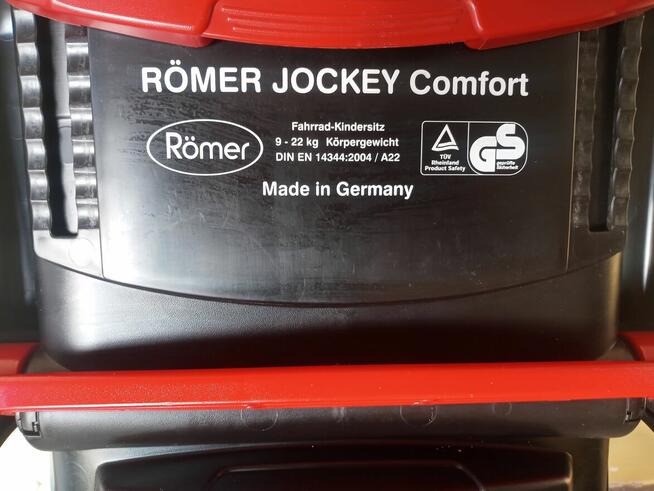 RÖMER JOCKEY Comfort
Römer
Fahrrad-Kindersitz
9 - 22 kg Körpergewicht
DIN EN 14344:2004 / A22
TÜV
Rheinland
Product Safety
GS
geprüfte
Sicherheit
Made in Germany